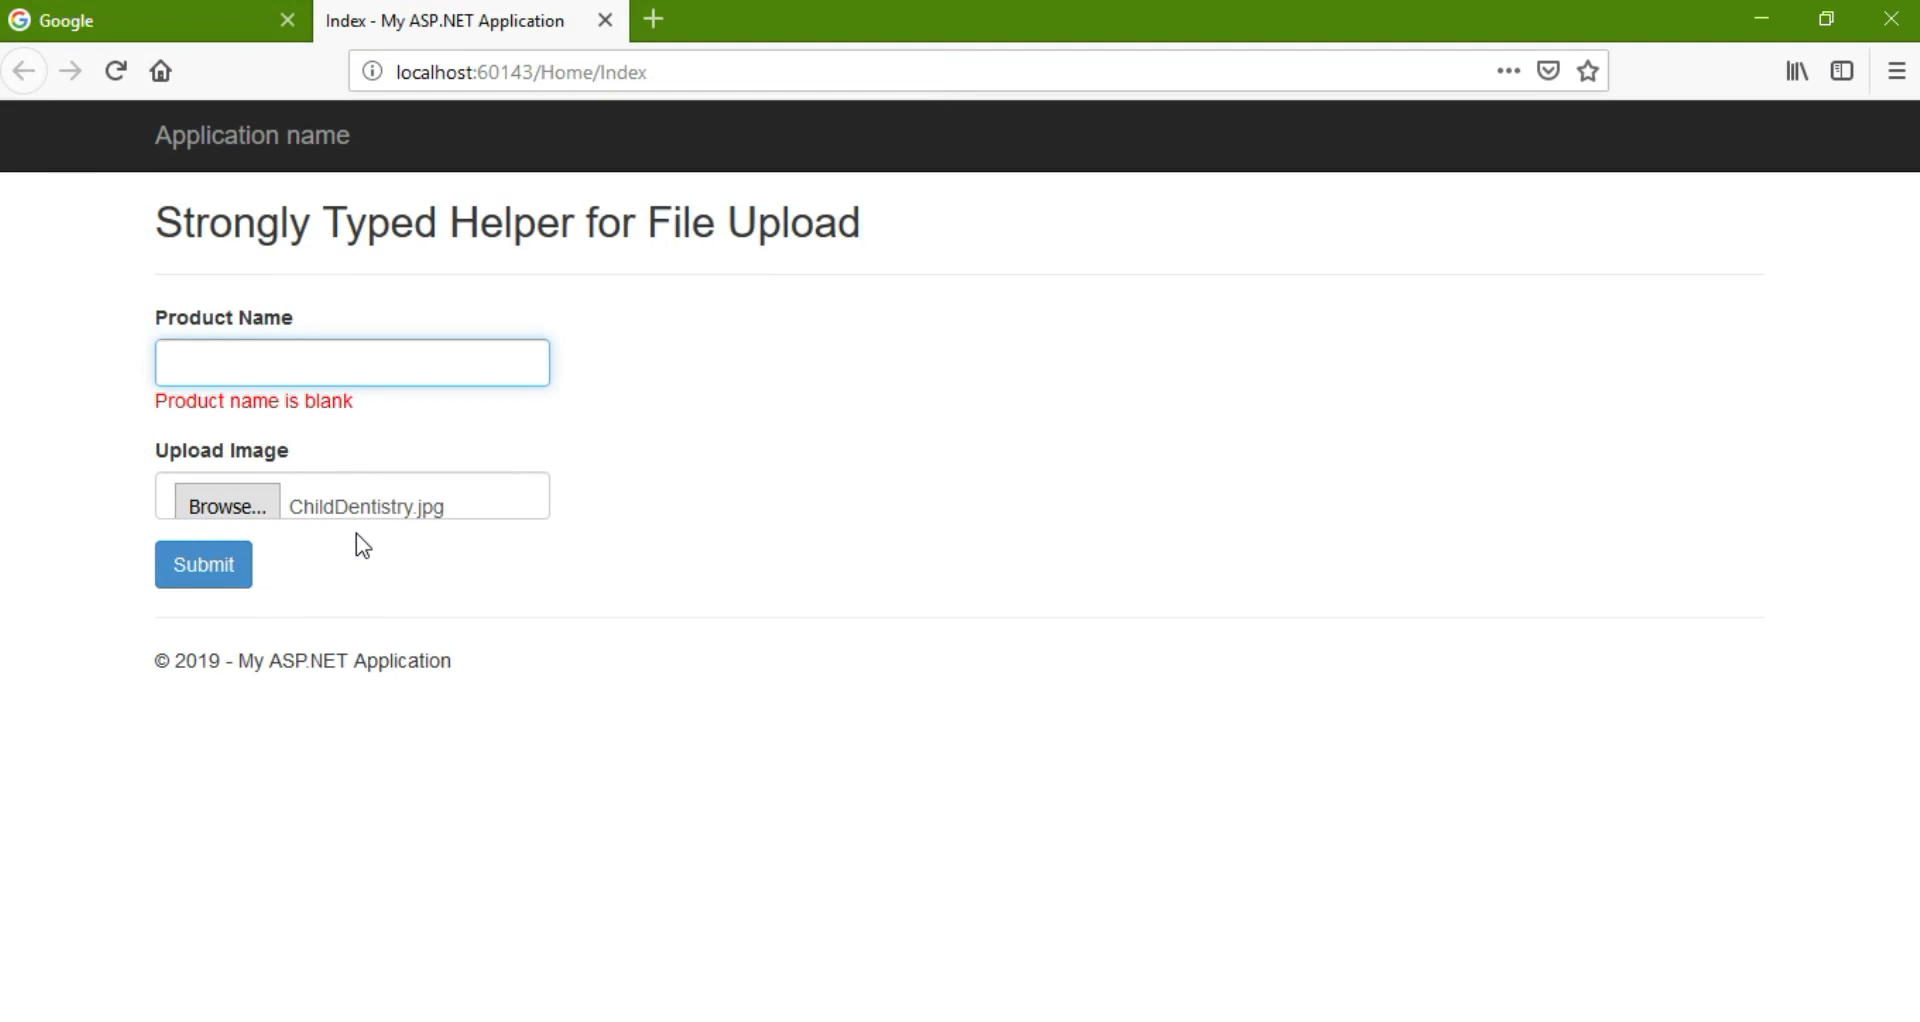 Google
Index - My ASP.NET Application
localhost:60143/Home/Index
Application name
Strongly Typed Helper for File Upload
Product Name
Product name is blank
Upload Image
Browse... ChildDentistry.jpg
Submit
© 2019 - My ASP.NET Application